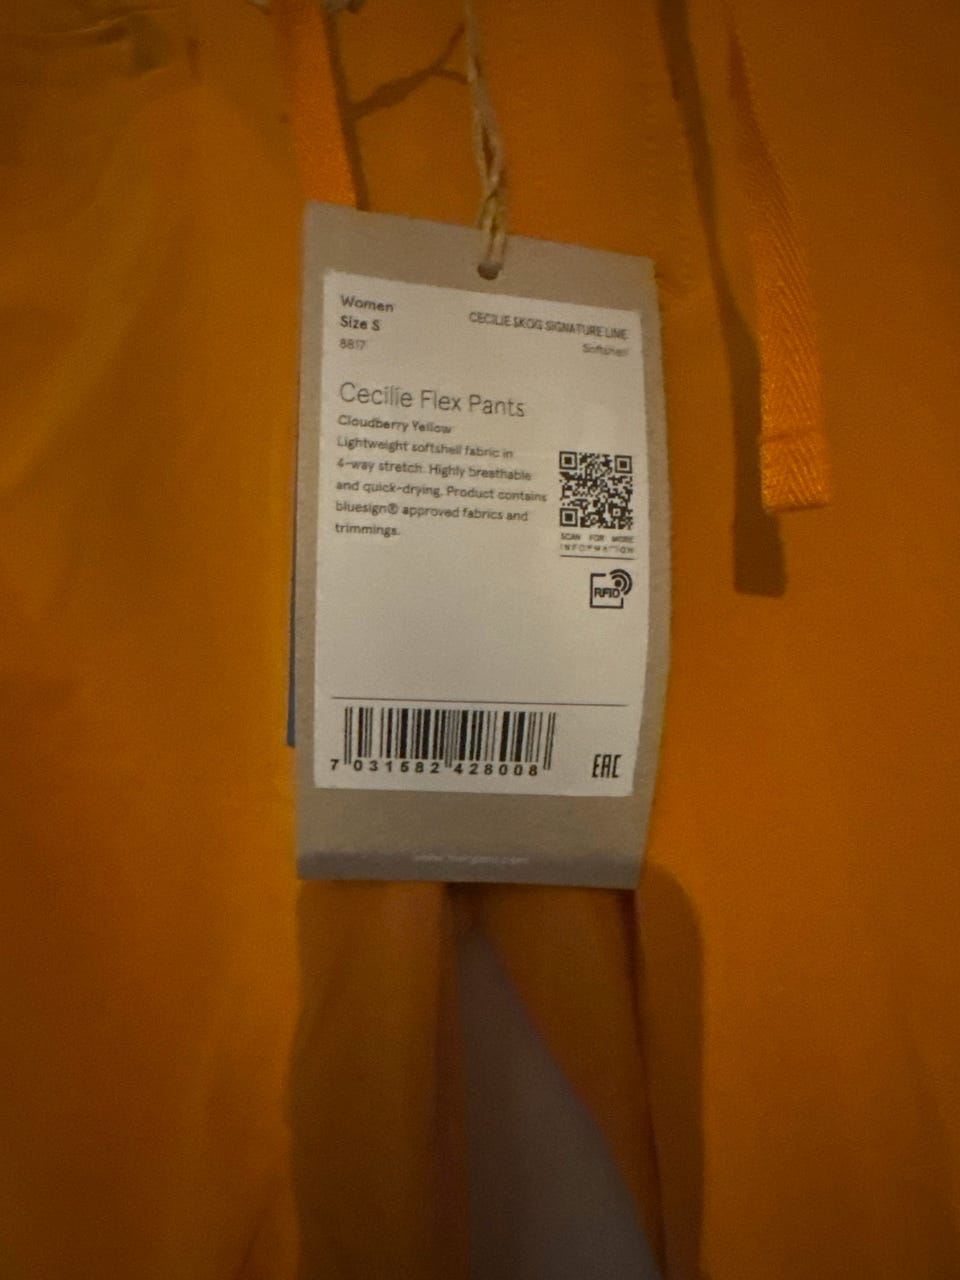 Women
Size S
8817
CECILIE SKOG SIGNATURE LINE
Softshell
Cecilie Flex Pants
Cloudberry Yellow
Lightweight softshell fabric in
4-way stretch. Highly breathable
and quick-drying. Product contains
bluesign® approved fabrics and
trimmings.
SCAN FOR MORE
INFORMATION
RFID
7 031582 428008
EAC